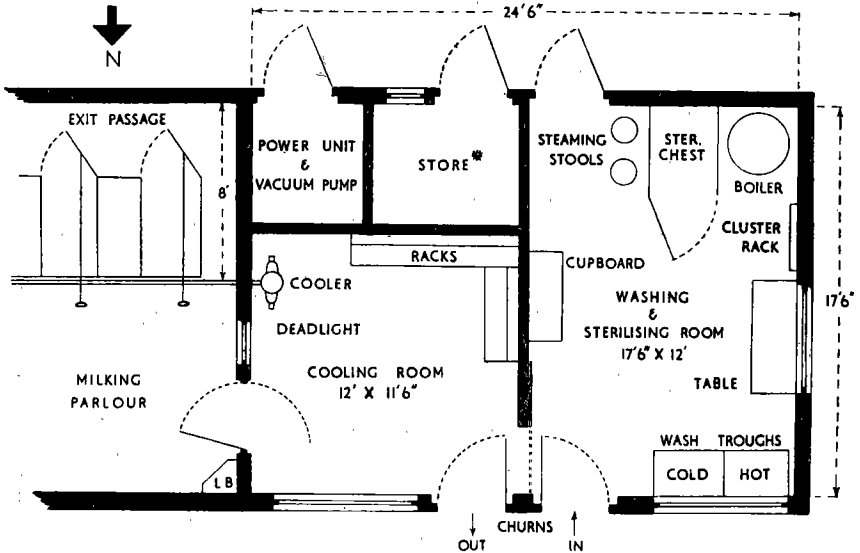 24'6"
N
EXIT PASSAGE
8'
POWER UNIT
&
VACUUM PUMP
STORE*
STEAMING
STOOLS
STER.
CHEST
BOILER
CLUSTER
RACK
RACKS
CUPBOARD
COOLER
DEADLIGHT
WASHING
&
STERILISING ROOM
17'6" X 12'
17'6"
MILKING
PARLOUR
COOLING ROOM
12' X 11'6"
TABLE
LB
WASH TROUGHS
COLD
HOT
CHURNS
OUT
IN